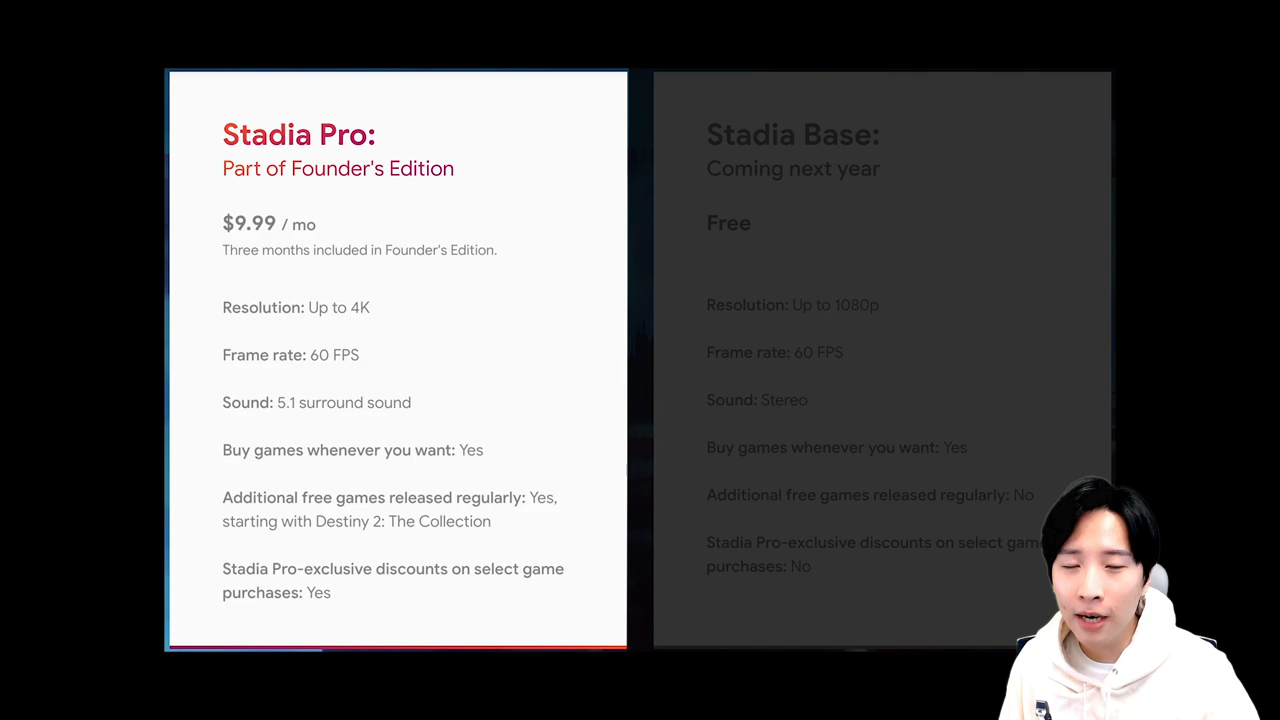 Stadia Pro:
Part of Founder's Edition
$9.99 / mo
Three months included in Founder's Edition.
Resolution: Up to 4K
Frame rate: 60 FPS
Sound: 5.1 surround sound
Buy games whenever you want: Yes
Additional free games released regularly: Yes,
starting with Destiny 2: The Collection
Stadia Pro-exclusive discounts on select game
purchases: Yes
Stadia Base:
Coming next year
Free
Resolution: Up to 1080p
Frame rate: 60 FPS
Sound: Stereo
Buy games whenever you want: Yes
Additional free games released regularly: No
Stadia Pro-exclusive discounts on select game
purchases: No